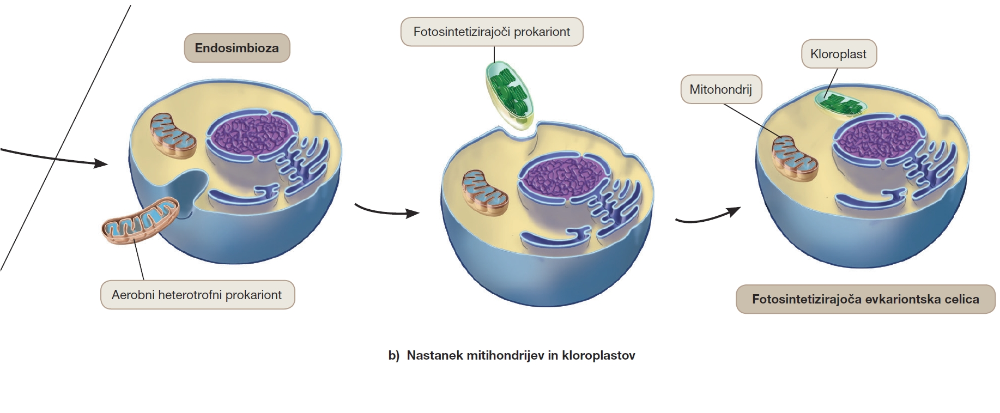 Endosimbioza
Fotosintetizirajoči prokariont
Kloroplast
Mitohondrij
Aerobni heterotrofni prokariont
Fotosintetizirajoča evkariontska celica
b) Nastanek mitihondrijev in kloroplastov